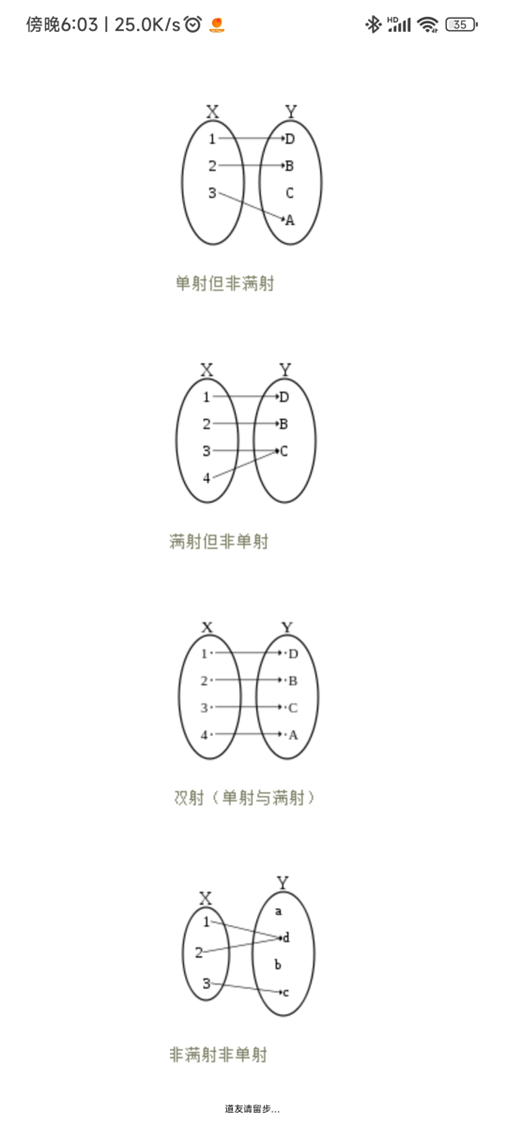 傍晚6:03 | 25.0K/s HD 35
X Y
1 D
2 B
3 C
A
单射但非满射
X Y
1 D
2 B
3 C
4
满射但非单射
X Y
1 D
2 B
3 C
4 A
双射（单射与满射）
Y
X
a
1
d
2
b
3
c
非满射非单射
道友请留步...